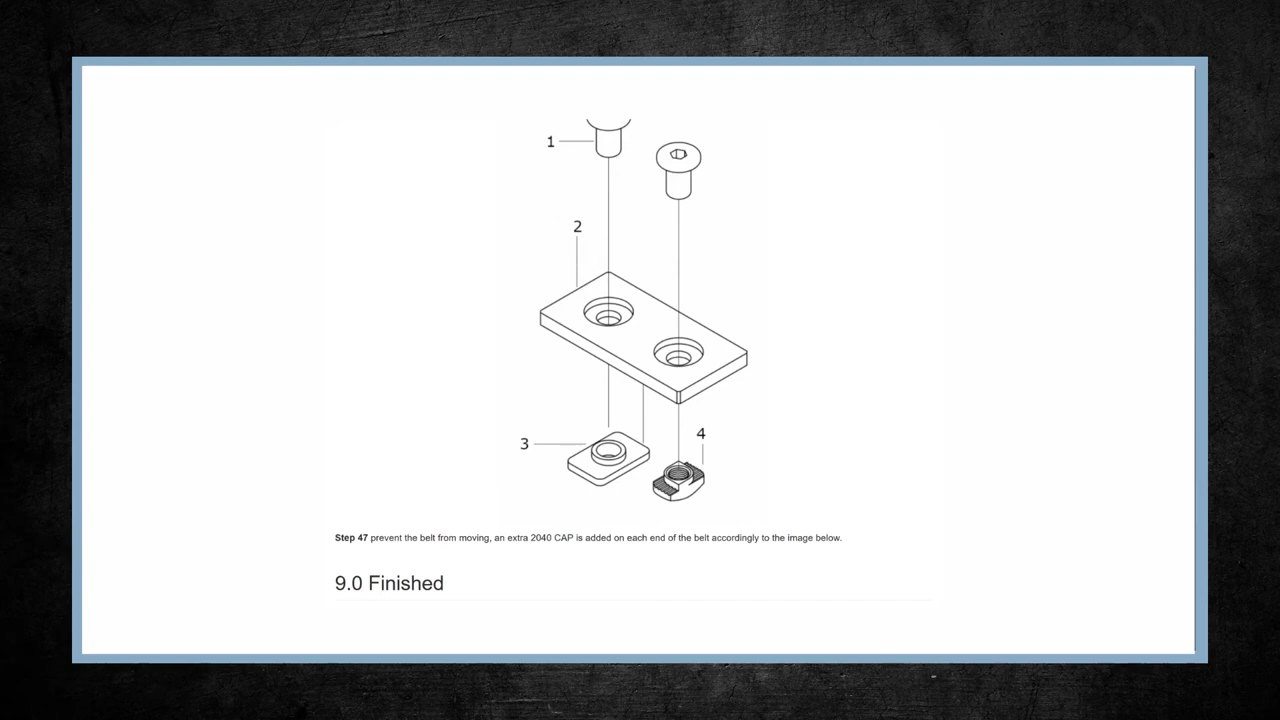 1
2
3
4
Step 47 prevent the belt from moving, an extra 2040 CAP is added on each end of the belt accordingly to the image below.
9.0 Finished